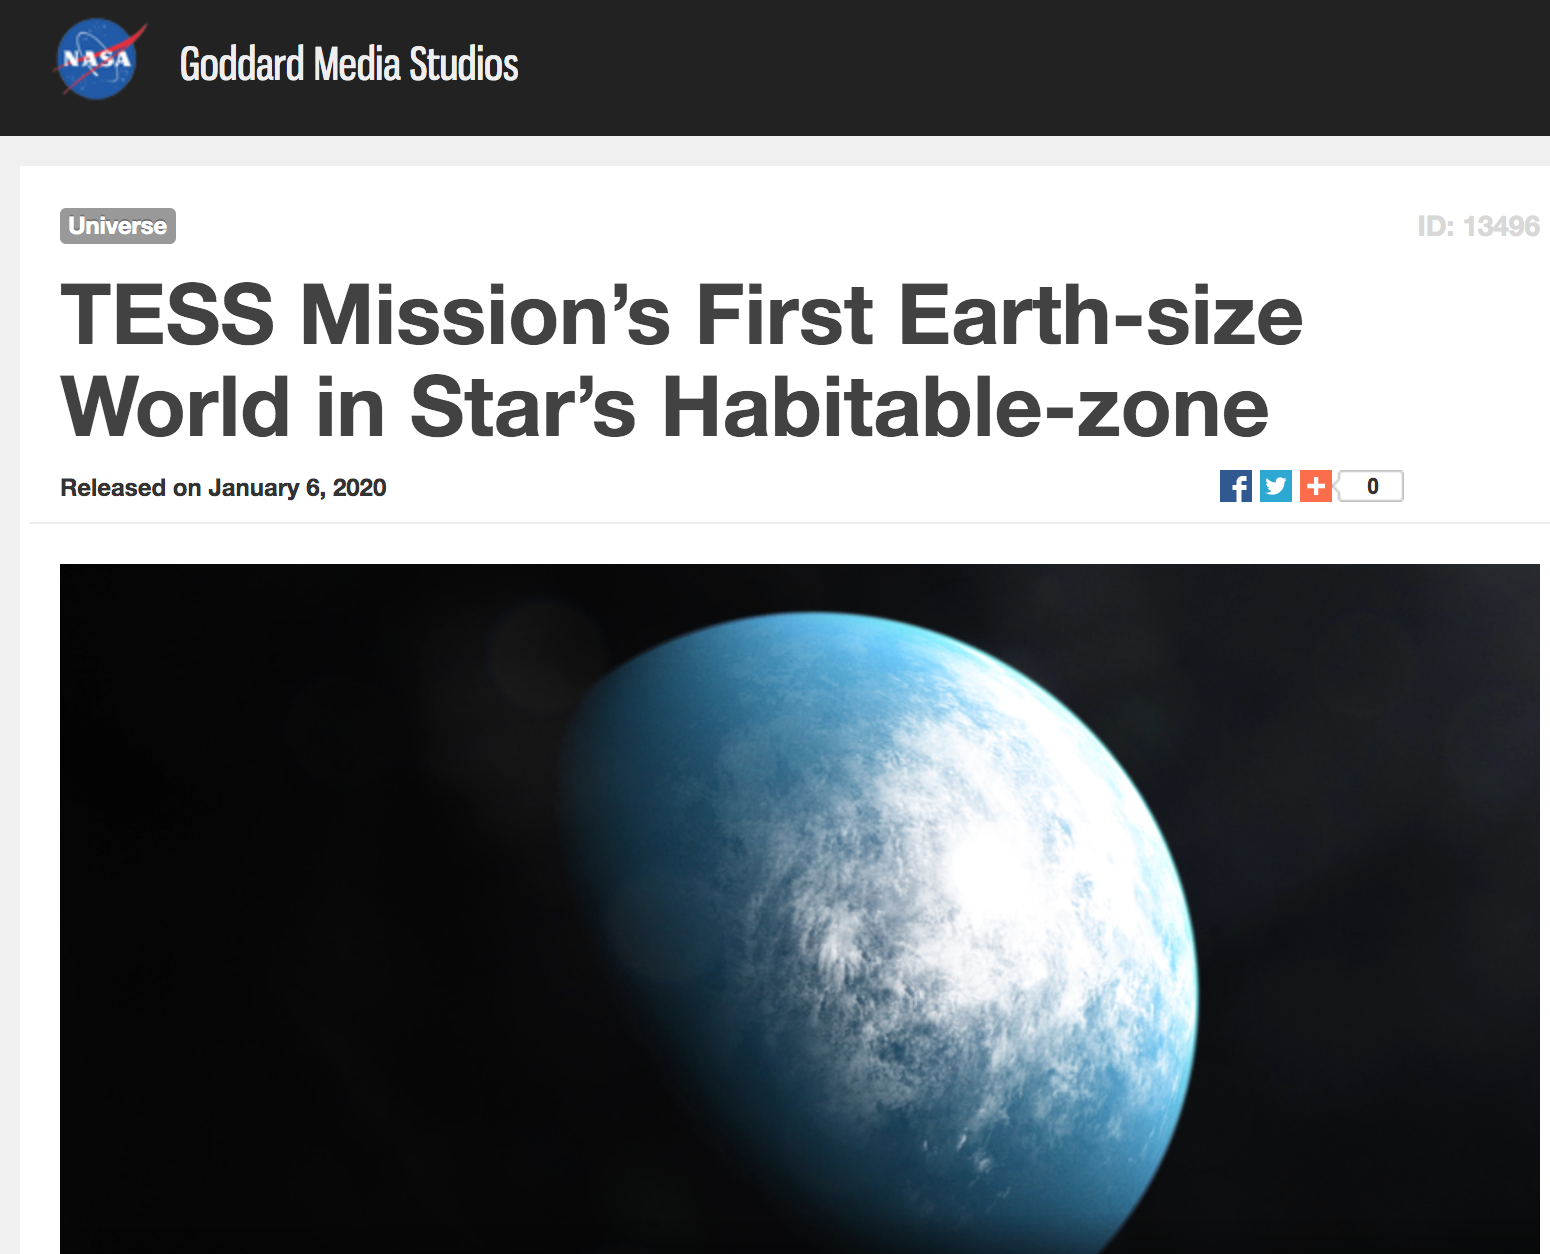 NASA
Goddard Media Studios
Universe
ID: 13496
TESS Mission’s First Earth-size
World in Star’s Habitable-zone
Released on January 6, 2020
0